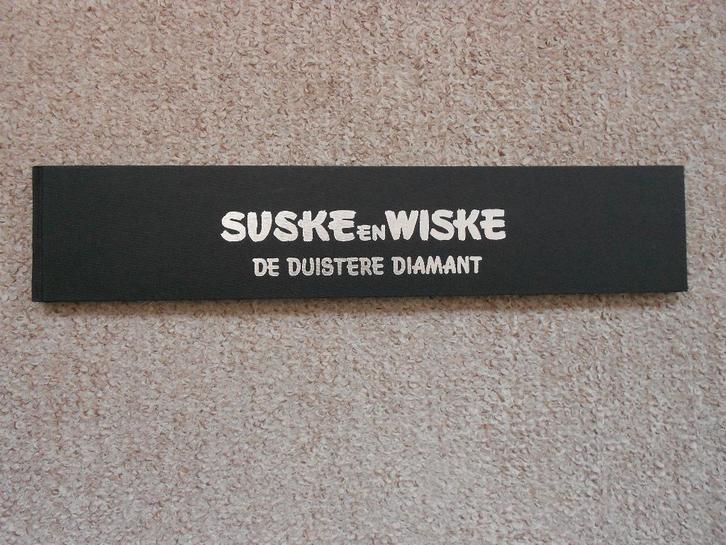 SUSKE EN WISKE
DE DUISTERE DIAMANT